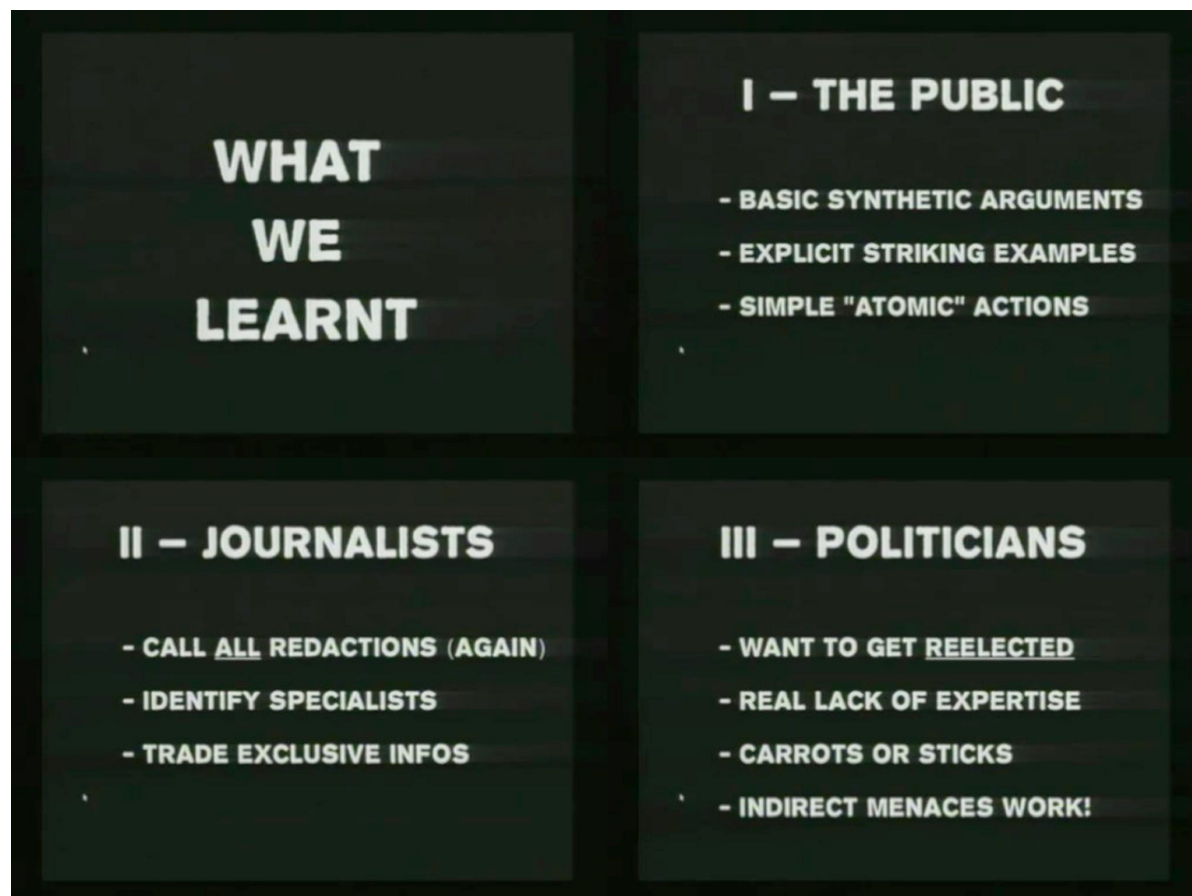 WHAT
WE
LEARNT
I – THE PUBLIC
- BASIC SYNTHETIC ARGUMENTS
- EXPLICIT STRIKING EXAMPLES
- SIMPLE "ATOMIC" ACTIONS
II – JOURNALISTS
- CALL ALL REDACTIONS (AGAIN)
- IDENTIFY SPECIALISTS
- TRADE EXCLUSIVE INFOS
III – POLITICIANS
- WANT TO GET REELECTED
- REAL LACK OF EXPERTISE
- CARROTS OR STICKS
- INDIRECT MENACES WORK!